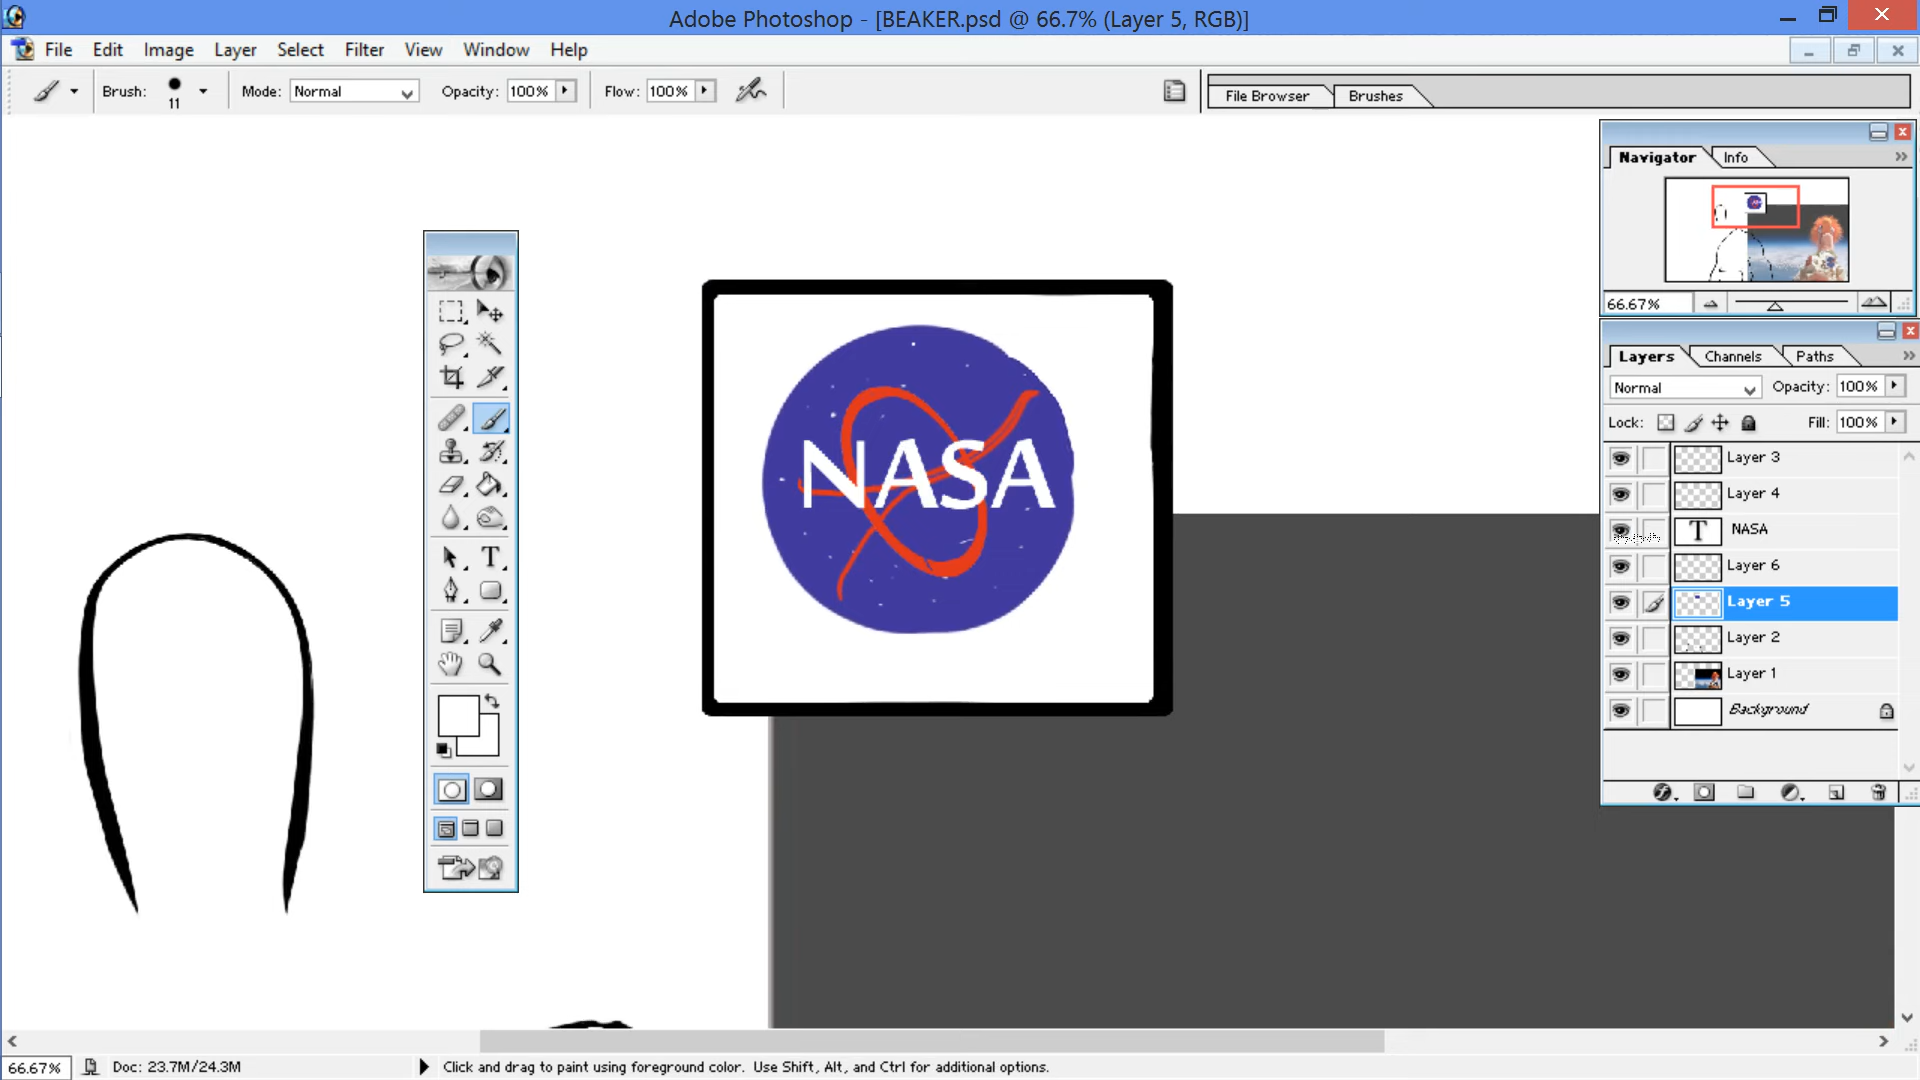 Adobe Photoshop - [BEAKER.psd @ 66.7% (Layer 5, RGB)]
File Edit Image Layer Select Filter View Window Help
Brush: 11 Mode: Normal Opacity: 100% Flow: 100% File Browser Brushes
Navigator Info
66.67%
Layers Channels Paths
Normal Opacity: 100%
Lock: Fill: 100%
Layer 3
Layer 4
T NASA
Layer 6
Layer 5
Layer 2
Layer 1
Background
NASA
T
66.67% Doc: 23.7M/24.3M Click and drag to paint using foreground color. Use Shift, Alt, and Ctrl for additional options.